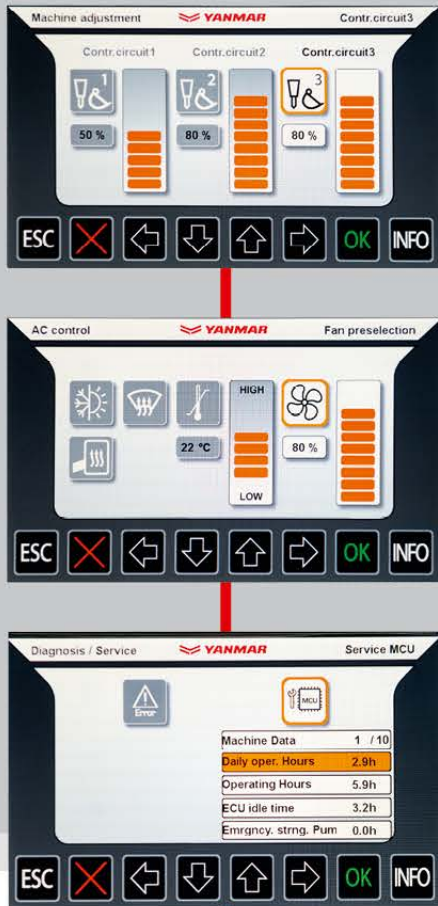 Machine adjustment YANMAR Contr.circuit3
Contr.circuit1 Contr.circuit2 Contr.circuit3
1 2 3
50 % 80 % 80 %
ESC OK INFO
AC control YANMAR Fan preselection
HIGH
22 °C 80 %
LOW
ESC OK INFO
Diagnosis / Service YANMAR Service MCU
Error MCU
Machine Data 1 / 10
Daily oper. Hours 2.9h
Operating Hours 5.9h
ECU idle time 3.2h
Emrgncy. strng. Pum 0.0h
ESC OK INFO